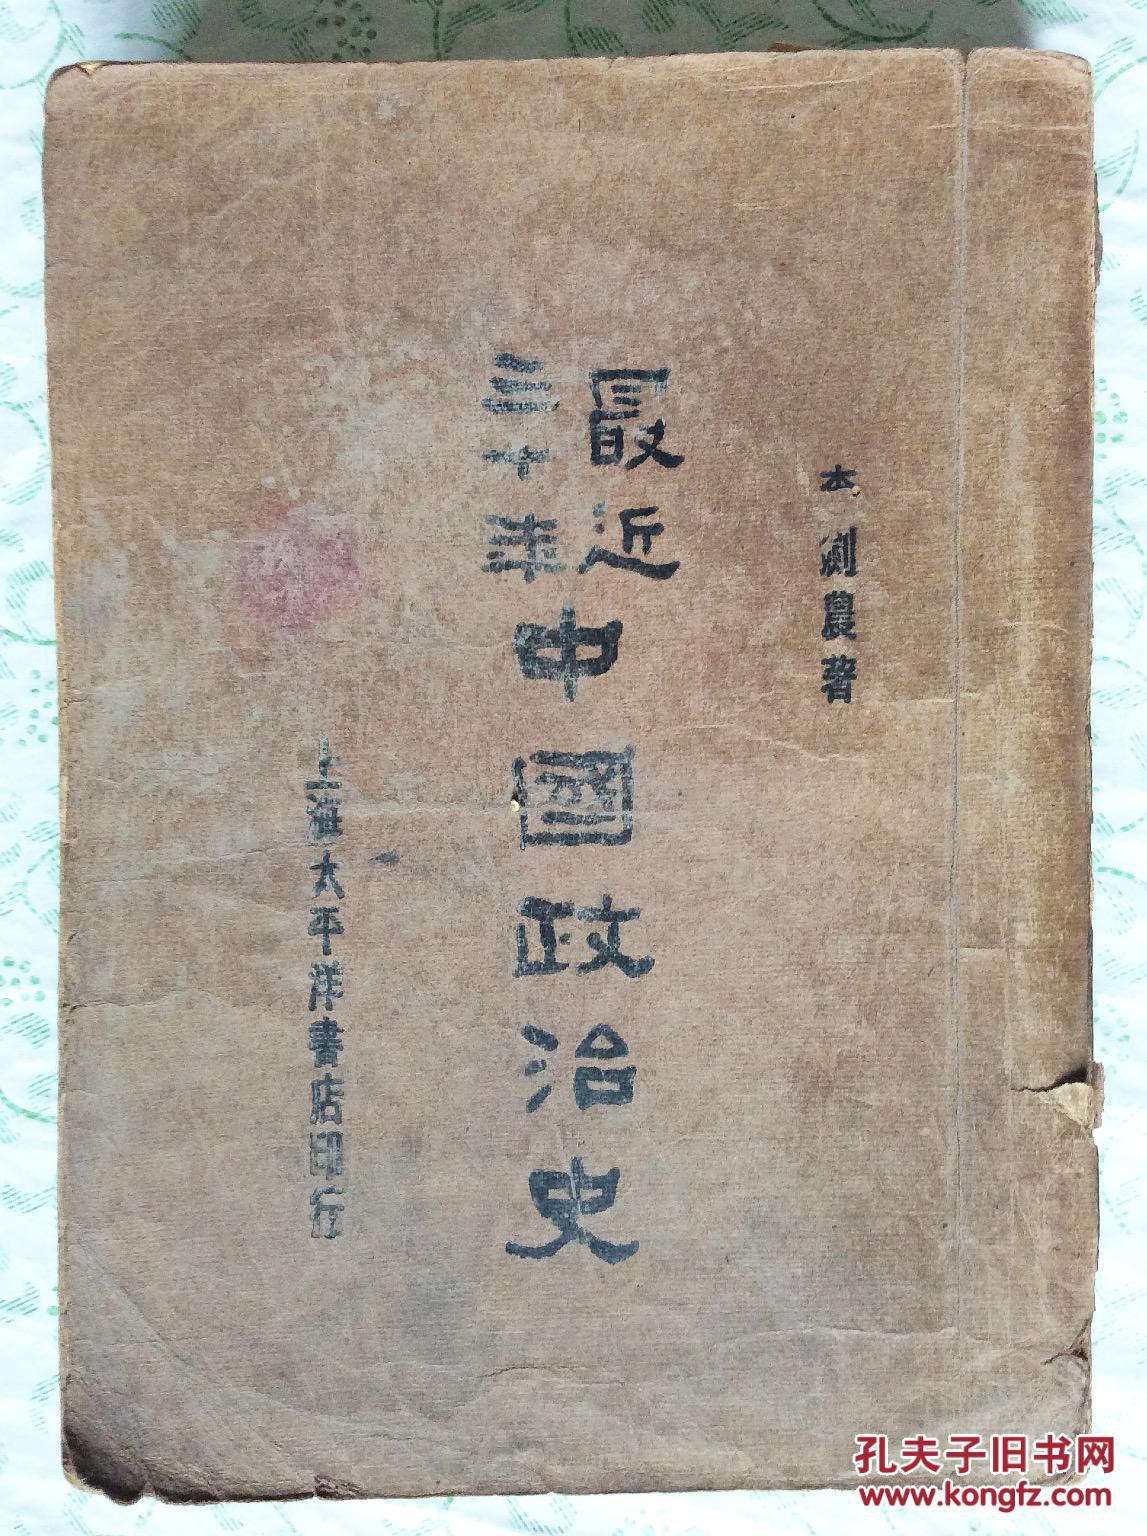 李劍農著
最近
三十年
中國政治史
上海太平洋書店印行
孔夫子旧书网
www.kongfz.com